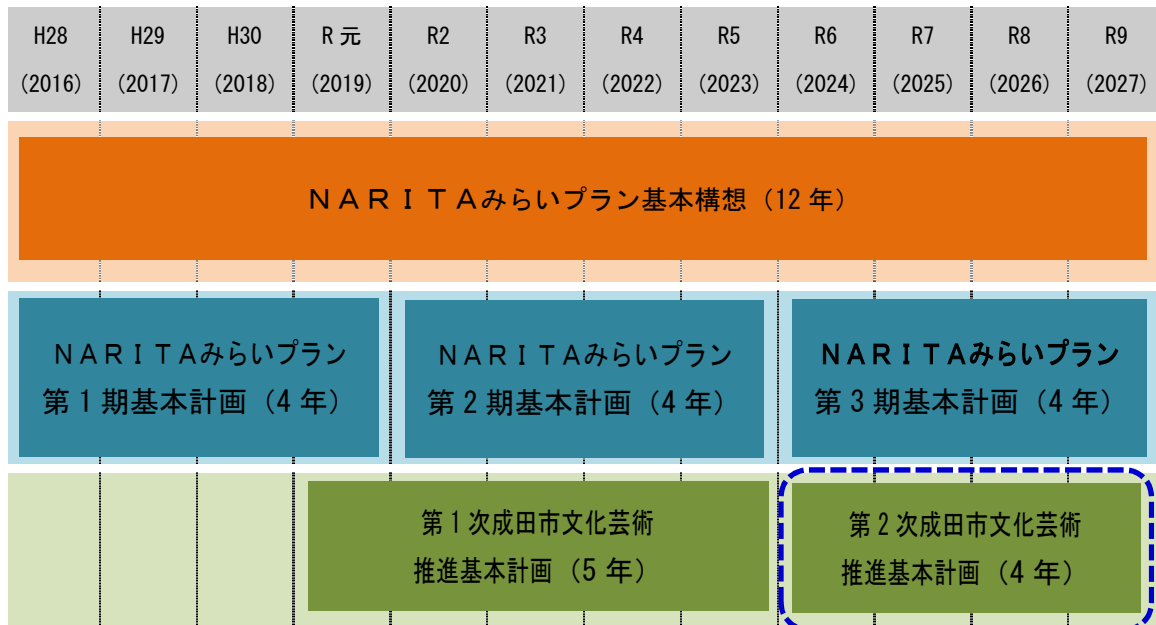 H28 H29 H30 R元 R2 R3 R4 R5 R6 R7 R8 R9
(2016) (2017) (2018) (2019) (2020) (2021) (2022) (2023) (2024) (2025) (2026) (2027)
NARITAみらいプラン基本構想（12年）
NARITAみらいプラン
第1期基本計画（4年）
NARITAみらいプラン
第2期基本計画（4年）
NARITAみらいプラン
第3期基本計画（4年）
第1次成田市文化芸術
推進基本計画（5年）
第2次成田市文化芸術
推進基本計画（4年）